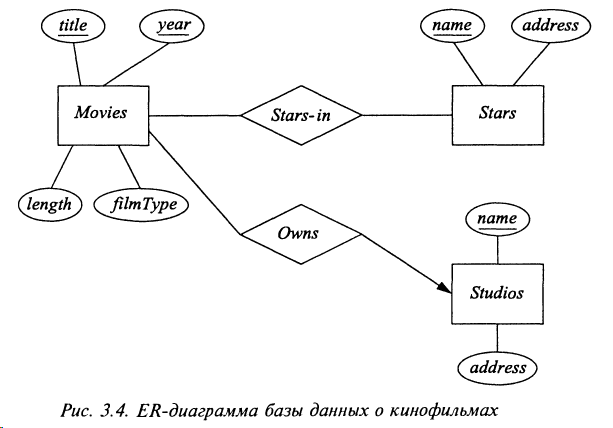 title
year
name
address
Movies
Stars-in
Stars
length
filmType
name
Owns
Studios
address
Рис. 3.4. ER-диаграмма базы данных о кинофильмах